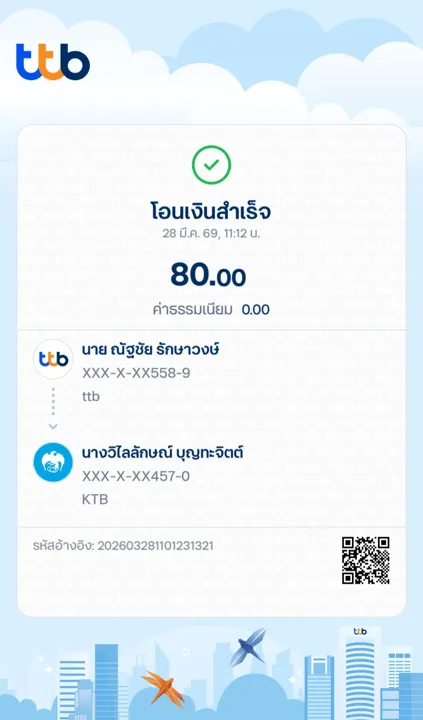 ttb
โอนเงินสำเร็จ
28 มี.ค. 69, 11:12 น.
80.00
ค่าธรรมเนียม 0.00
ttb
นาย ณัฐชัย รักษาวงษ์
XXX-X-XX558-9
ttb
นางวิไลลักษณ์ บุญทะจิตต์
XXX-X-XX457-0
KTB
รหัสอ้างอิง: 202603281101231321
ttb